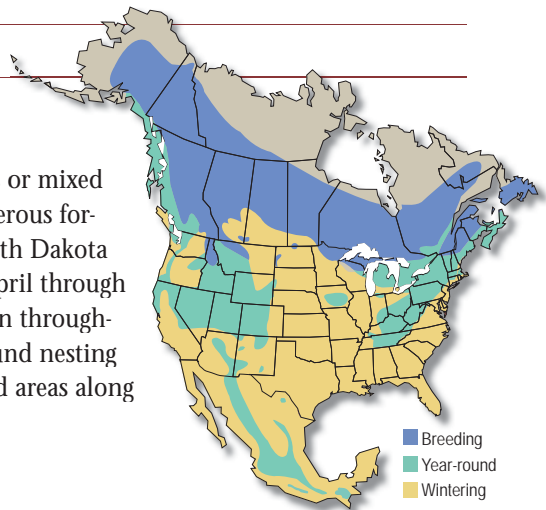 or mixed
erous for-
th Dakota
pril through
n through-
und nesting
d areas along
Breeding
Year-round
Wintering